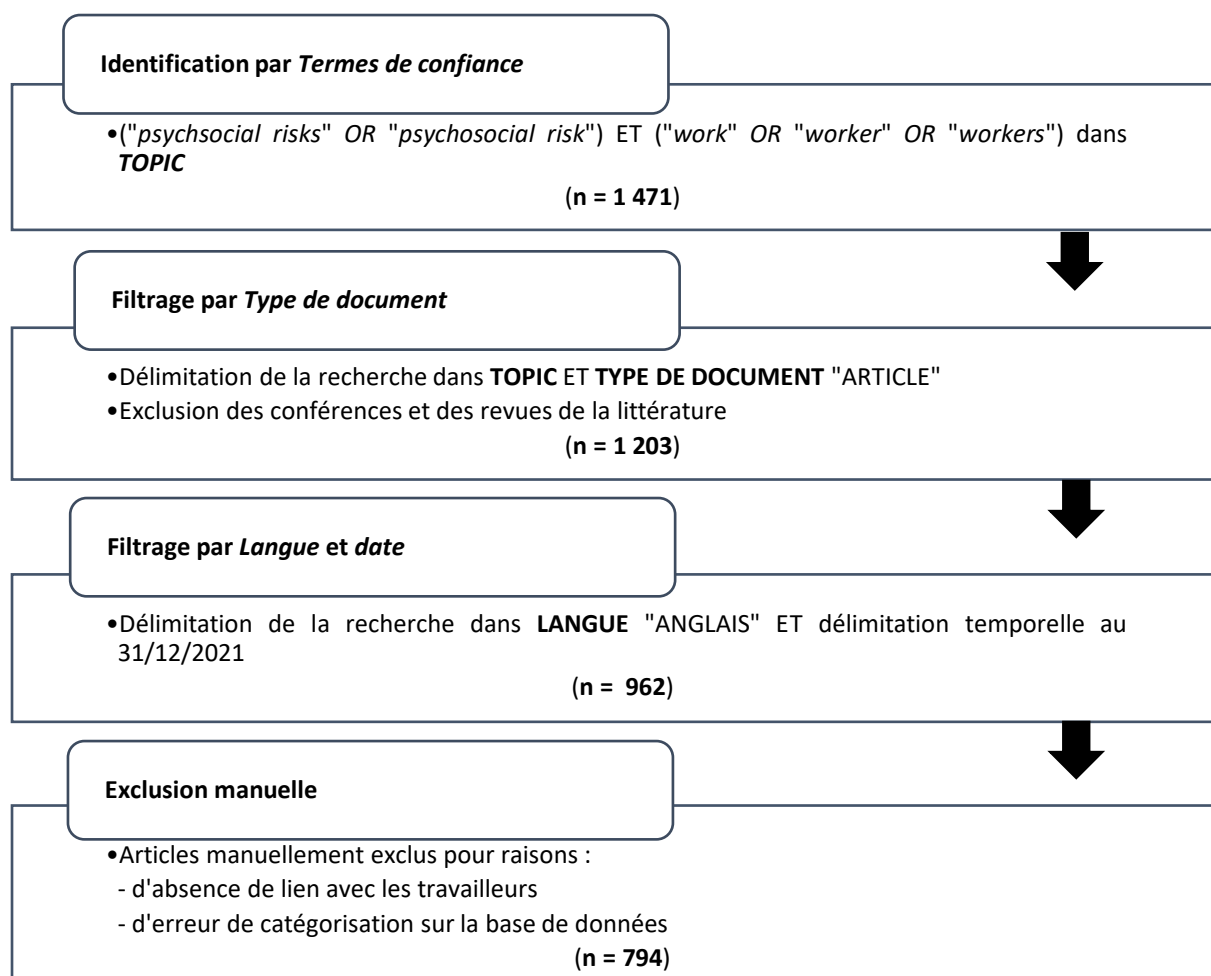 Identification par Termes de confiance
•("psychsocial risks" OR "psychosocial risk") ET ("work" OR "worker" OR "workers") dans
TOPIC
(n = 1 471)
Filtrage par Type de document
•Délimitation de la recherche dans TOPIC ET TYPE DE DOCUMENT "ARTICLE"
•Exclusion des conférences et des revues de la littérature
(n = 1 203)
Filtrage par Langue et date
•Délimitation de la recherche dans LANGUE "ANGLAIS" ET délimitation temporelle au
31/12/2021
(n = 962)
Exclusion manuelle
•Articles manuellement exclus pour raisons :
- d'absence de lien avec les travailleurs
- d'erreur de catégorisation sur la base de données
(n = 794)